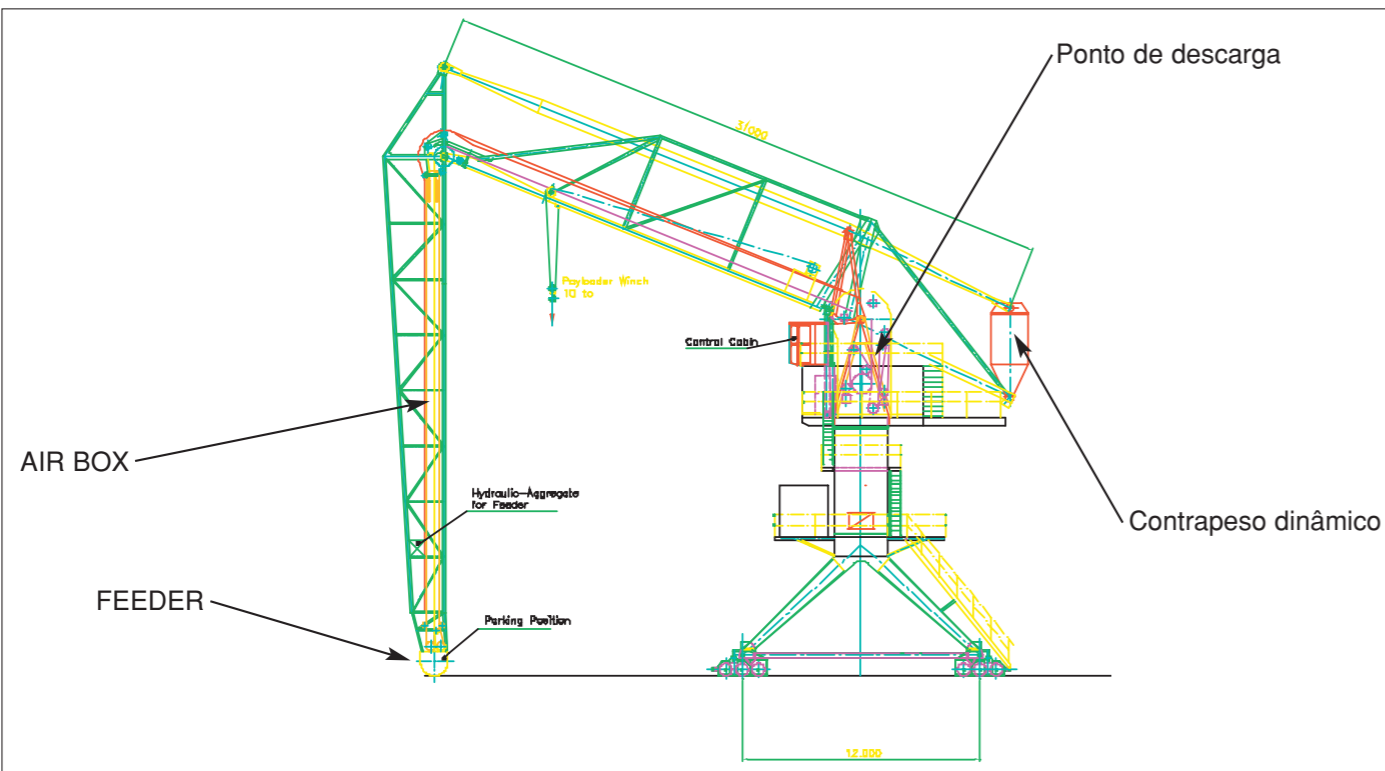 Ponto de descarga
31000
Payloader Winch
10 to
Control Cabin
AIR BOX
Hydraulic-Aggregate
for Feeder
Contrapeso dinâmico
FEEDER
Parking Position
12.000